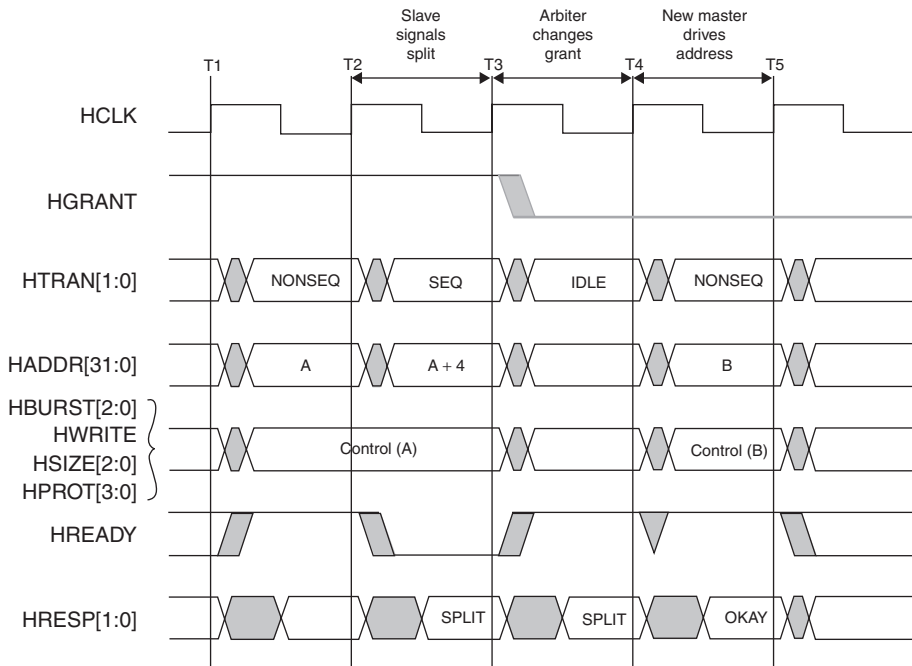 Slave
signals
split
Arbiter
changes
grant
New master
drives
address
T1
T2
T3
T4
T5
HCLK
HGRANT
HTRAN[1:0]
NONSEQ
SEQ
IDLE
NONSEQ
HADDR[31:0]
A
A + 4
B
HBURST[2:0]
HWRITE
HSIZE[2:0]
HPROT[3:0]
Control (A)
Control (B)
HREADY
HRESP[1:0]
SPLIT
SPLIT
OKAY